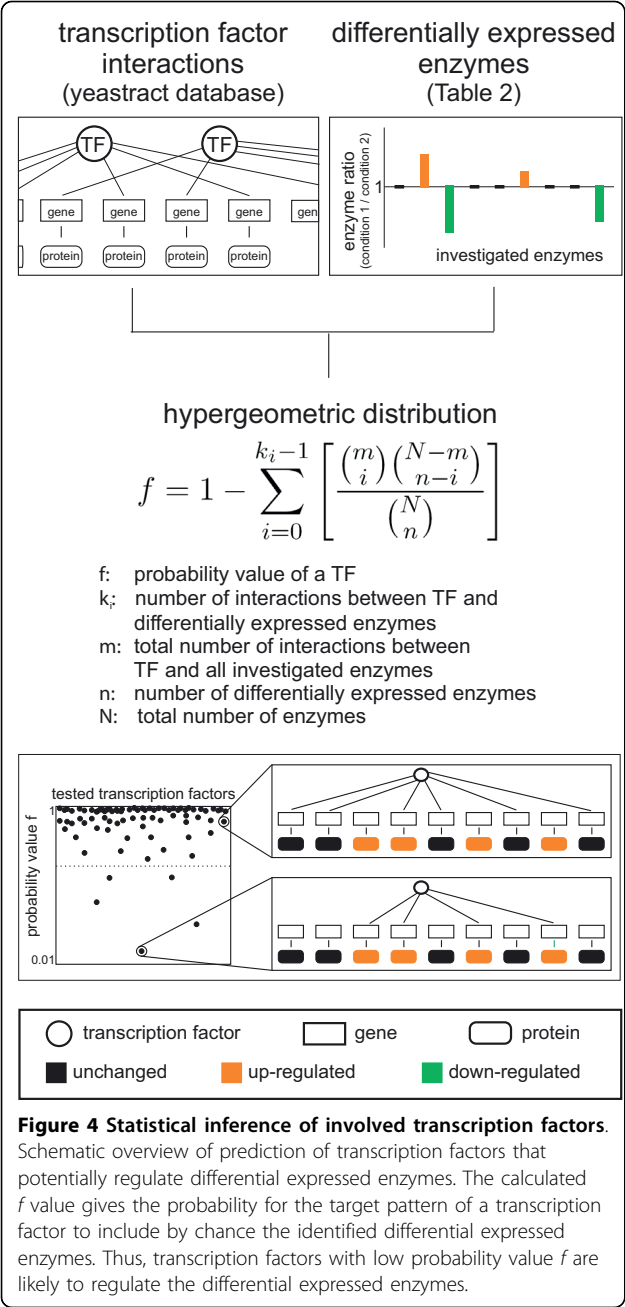 transcription factor
interactions
(yeastract database)
differentially expressed
enzymes
(Table 2)
TF
TF
gene
gene
gene
gene
gen
protein
protein
protein
protein
enzyme ratio
(condition 1 / condition 2)
1
investigated enzymes
hypergeometric distribution
f = 1 − \sum_{i=0}^{k_i−1} \left[ \frac{\binom{m}{i}\binom{N−m}{n−i}}{\binom{N}{n}} \right]
f: probability value of a TF
k_i: number of interactions between TF and
differentially expressed enzymes
m: total number of interactions between
TF and all investigated enzymes
n: number of differentially expressed enzymes
N: total number of enzymes
tested transcription factors
1
probability value f
0.01
transcription factor
gene
protein
unchanged
up-regulated
down-regulated
Figure 4 Statistical inference of involved transcription factors.
Schematic overview of prediction of transcription factors that
potentially regulate differential expressed enzymes. The calculated
f value gives the probability for the target pattern of a transcription
factor to include by chance the identified differential expressed
enzymes. Thus, transcription factors with low probability value f are
likely to regulate the differential expressed enzymes.